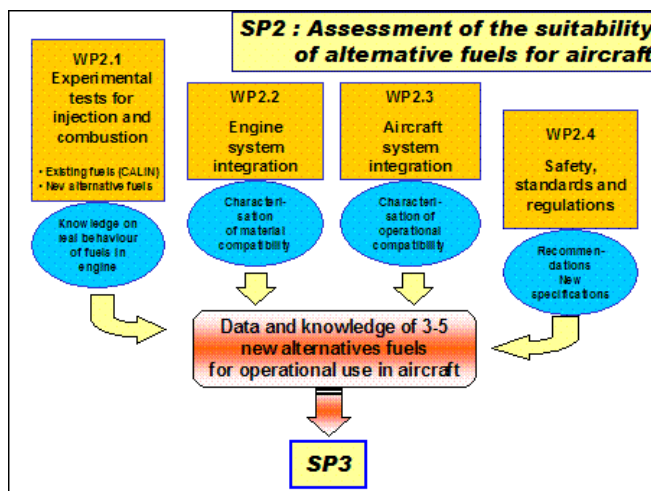 SP2 : Assessment of the suitability
of alternative fuels for aircraft
WP2.1
Experimental
tests for
injection and
combustion
• Existing fuels (CALIN)
• New alternative fuels
Knowledge on
real behaviour
of fuels in
engine
WP2.2
Engine
system
integration
Characteri-
sation
of material
compatibility
WP2.3
Aircraft
system
integration
Characteri-
sation of
operational
compatibility
WP2.4
Safety,
standards and
regulations
Recommen-
dations
New
specifications
Data and knowledge of 3-5
new alternatives fuels
for operational use in aircraft
SP3